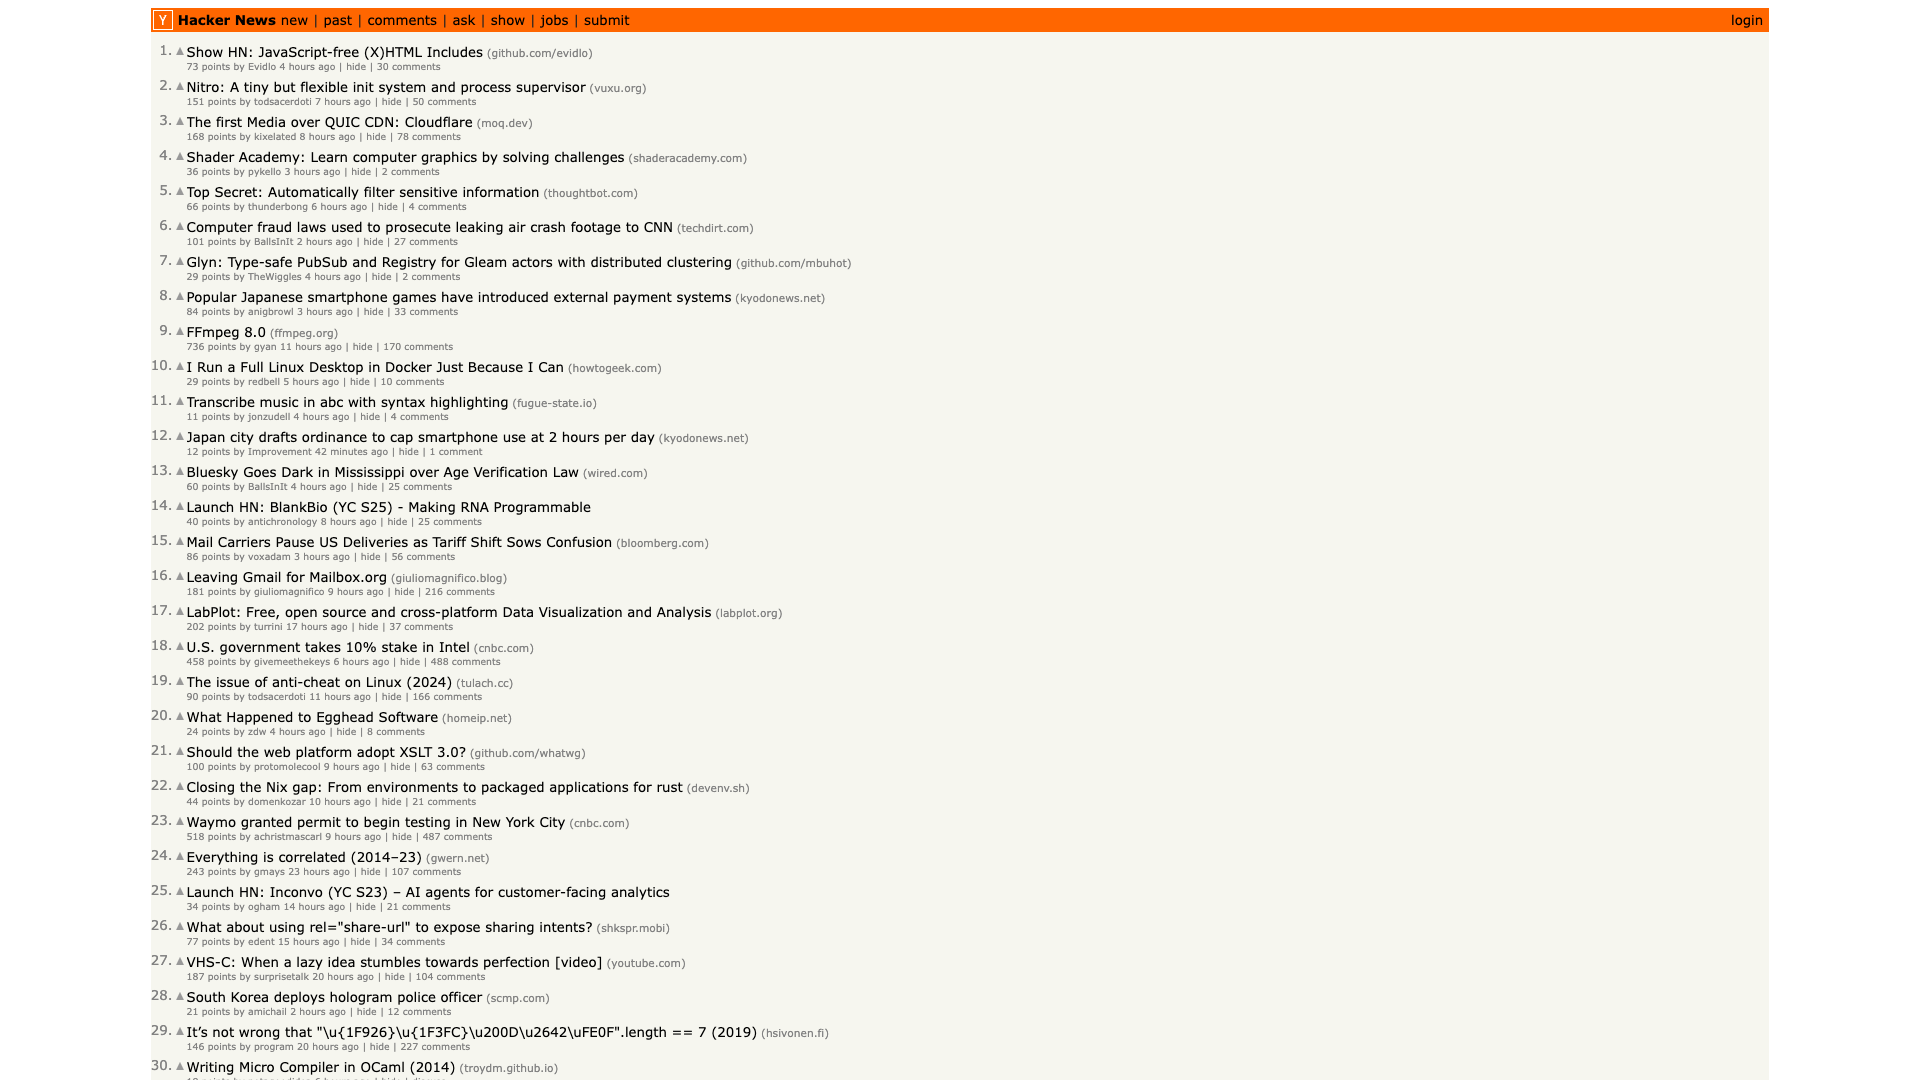 Y Hacker News new | past | comments | ask | show | jobs | submit login
1. Show HN: JavaScript-free (X)HTML Includes (github.com/evidlo)
73 points by Evidlo 4 hours ago | hide | 30 comments
2. Nitro: A tiny but flexible init system and process supervisor (vuxu.org)
151 points by todsacerdoti 7 hours ago | hide | 50 comments
3. The first Media over QUIC CDN: Cloudflare (moq.dev)
168 points by kixelated 8 hours ago | hide | 78 comments
4. Shader Academy: Learn computer graphics by solving challenges (shaderacademy.com)
36 points by pykello 3 hours ago | hide | 2 comments
5. Top Secret: Automatically filter sensitive information (thoughtbot.com)
66 points by thunderbong 6 hours ago | hide | 4 comments
6. Computer fraud laws used to prosecute leaking air crash footage to CNN (techdirt.com)
101 points by BallsInIt 2 hours ago | hide | 27 comments
7. Glyn: Type-safe PubSub and Registry for Gleam actors with distributed clustering (github.com/mbuhot)
29 points by TheWiggles 4 hours ago | hide | 2 comments
8. Popular Japanese smartphone games have introduced external payment systems (kyodonews.net)
84 points by anigbrowl 3 hours ago | hide | 33 comments
9. FFmpeg 8.0 (ffmpeg.org)
736 points by gyan 11 hours ago | hide | 170 comments
10. I Run a Full Linux Desktop in Docker Just Because I Can (howtogeek.com)
29 points by redbell 5 hours ago | hide | 10 comments
11. Transcribe music in abc with syntax highlighting (fugue-state.io)
11 points by jonzudell 4 hours ago | hide | 4 comments
12. Japan city drafts ordinance to cap smartphone use at 2 hours per day (kyodonews.net)
12 points by Improvement 42 minutes ago | hide | 1 comment
13. Bluesky Goes Dark in Mississippi over Age Verification Law (wired.com)
60 points by BallsInIt 4 hours ago | hide | 25 comments
14. Launch HN: BlankBio (YC S25) - Making RNA Programmable
40 points by antichronology 8 hours ago | hide | 25 comments
15. Mail Carriers Pause US Deliveries as Tariff Shift Sows Confusion (bloomberg.com)
86 points by voxadam 3 hours ago | hide | 56 comments
16. Leaving Gmail for Mailbox.org (giuliomagnifico.blog)
181 points by giuliomagnifico 9 hours ago | hide | 216 comments
17. LabPlot: Free, open source and cross-platform Data Visualization and Analysis (labplot.org)
202 points by turrini 17 hours ago | hide | 37 comments
18. U.S. government takes 10% stake in Intel (cnbc.com)
458 points by givemeethekeys 6 hours ago | hide | 488 comments
19. The issue of anti-cheat on Linux (2024) (tulach.cc)
90 points by todsacerdoti 11 hours ago | hide | 166 comments
20. What Happened to Egghead Software (homeip.net)
24 points by zdw 4 hours ago | hide | 8 comments
21. Should the web platform adopt XSLT 3.0? (github.com/whatwg)
100 points by protomolecool 9 hours ago | hide | 63 comments
22. Closing the Nix gap: From environments to packaged applications for rust (devenv.sh)
44 points by domenkozar 10 hours ago | hide | 21 comments
23. Waymo granted permit to begin testing in New York City (cnbc.com)
518 points by achristmascarl 9 hours ago | hide | 487 comments
24. Everything is correlated (2014–23) (gwern.net)
243 points by gmays 23 hours ago | hide | 107 comments
25. Launch HN: Inconvo (YC S23) – AI agents for customer-facing analytics
34 points by ogham 14 hours ago | hide | 21 comments
26. What about using rel="share-url" to expose sharing intents? (shkspr.mobi)
77 points by edent 15 hours ago | hide | 34 comments
27. VHS-C: When a lazy idea stumbles towards perfection [video] (youtube.com)
187 points by surprisetalk 20 hours ago | hide | 104 comments
28. South Korea deploys hologram police officer (scmp.com)
21 points by amichail 2 hours ago | hide | 12 comments
29. It’s not wrong that "\u{1F926}\u{1F3FC}\u200D\u2642\uFE0F".length == 7 (2019) (hsivonen.fi)
146 points by program 20 hours ago | hide | 227 comments
30. Writing Micro Compiler in OCaml (2014) (troydm.github.io)